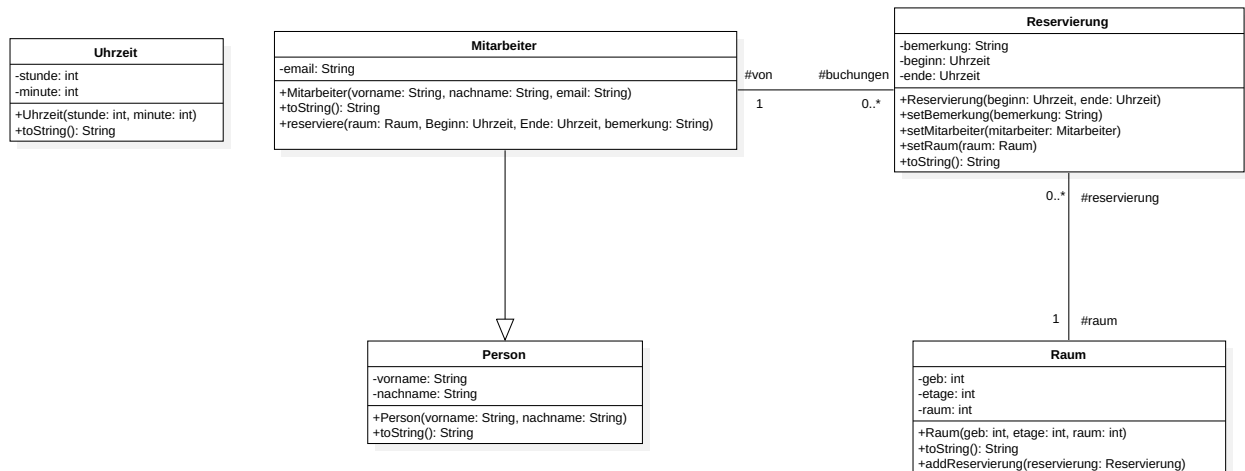 Uhrzeit
-stunde: int
-minute: int
+Uhrzeit(stunde: int, minute: int)
+toString(): String
Mitarbeiter
-email: String
+Mitarbeiter(vorname: String, nachname: String, email: String)
+toString(): String
+reserviere(raum: Raum, Beginn: Uhrzeit, Ende: Uhrzeit, bemerkung: String)
#von
#buchungen
1
0..*
Reservierung
-bemerkung: String
-beginn: Uhrzeit
-ende: Uhrzeit
+Reservierung(beginn: Uhrzeit, ende: Uhrzeit)
+setBemerkung(bemerkung: String)
+setMitarbeiter(mitarbeiter: Mitarbeiter)
+setRaum(raum: Raum)
+toString(): String
0..*
#reservierung
1
#raum
Person
-vorname: String
-nachname: String
+Person(vorname: String, nachname: String)
+toString(): String
Raum
-geb: int
-etage: int
-raum: int
+Raum(geb: int, etage: int, raum: int)
+toString(): String
+addReservierung(reservierung: Reservierung)